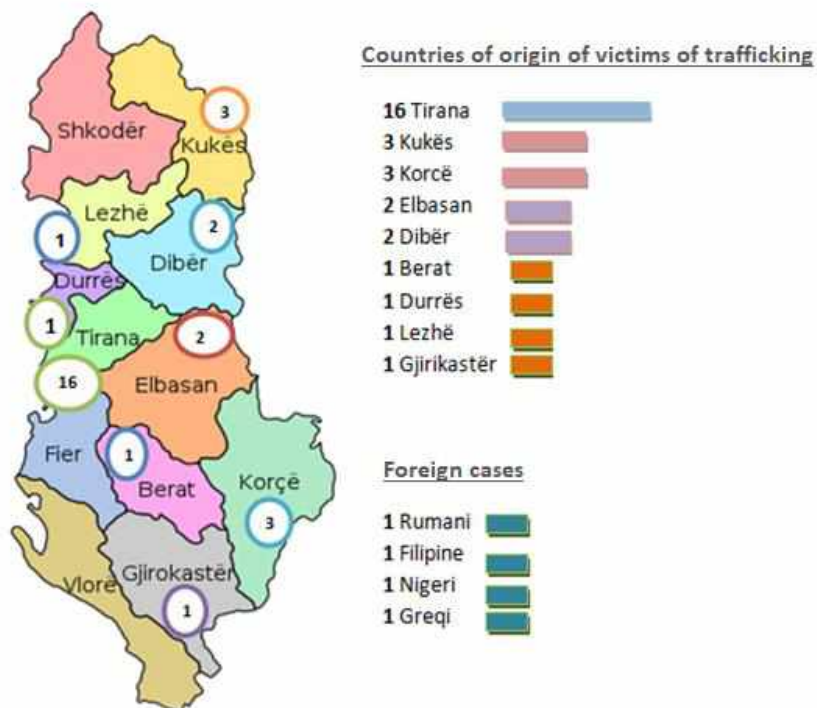 Shkodër
3
Kukës
Lezhë
1
2
Dibër
Durrës
1
Tirana
2
16
Elbasan
Fier
1
Berat
Korçë
3
Vlorë
Gjirokastër
1
Countries of origin of victims of trafficking
16 Tirana
3 Kukës
3 Korcë
2 Elbasan
2 Dibër
1 Berat
1 Durrës
1 Lezhë
1 Gjirikastër
Foreign cases
1 Rumani
1 Filipine
1 Nigeri
1 Greqi